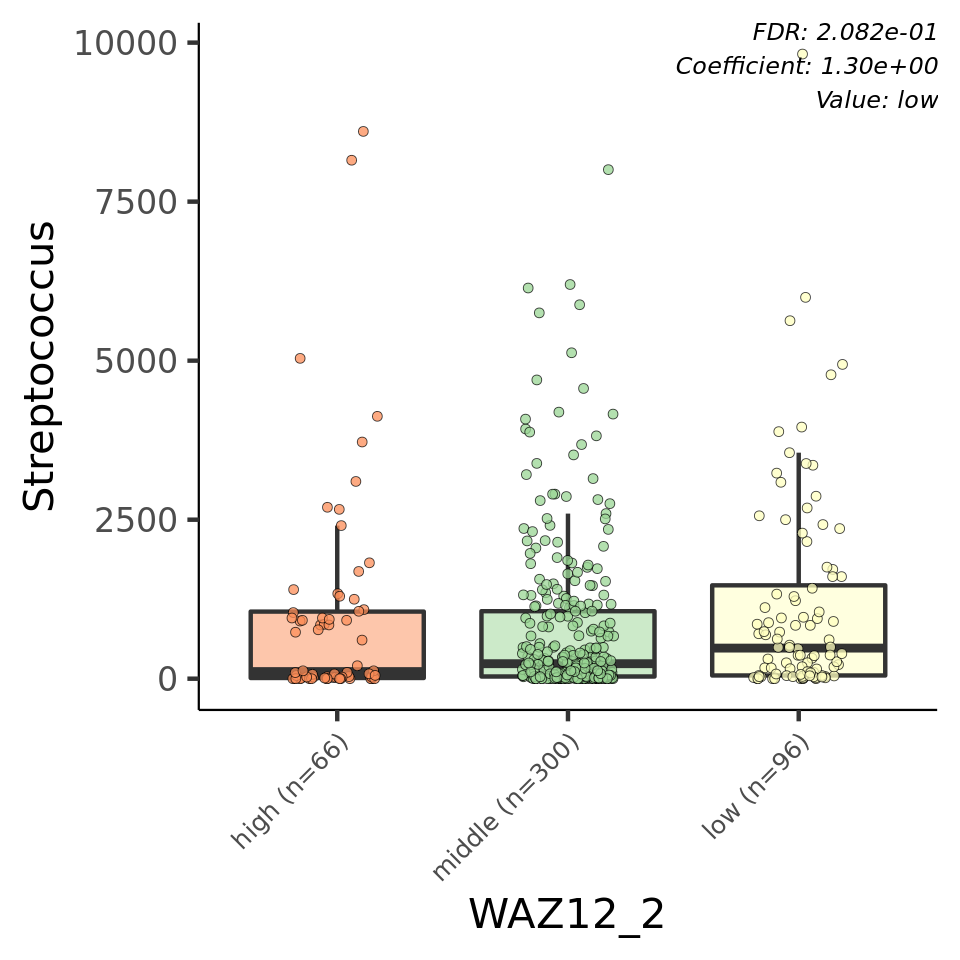 FDR: 2.082e-01
Coefficient: 1.30e+00
Value: low
10000
7500
5000
2500
0
Streptococcus
high (n=66)
middle (n=300)
low (n=96)
WAZ12_2